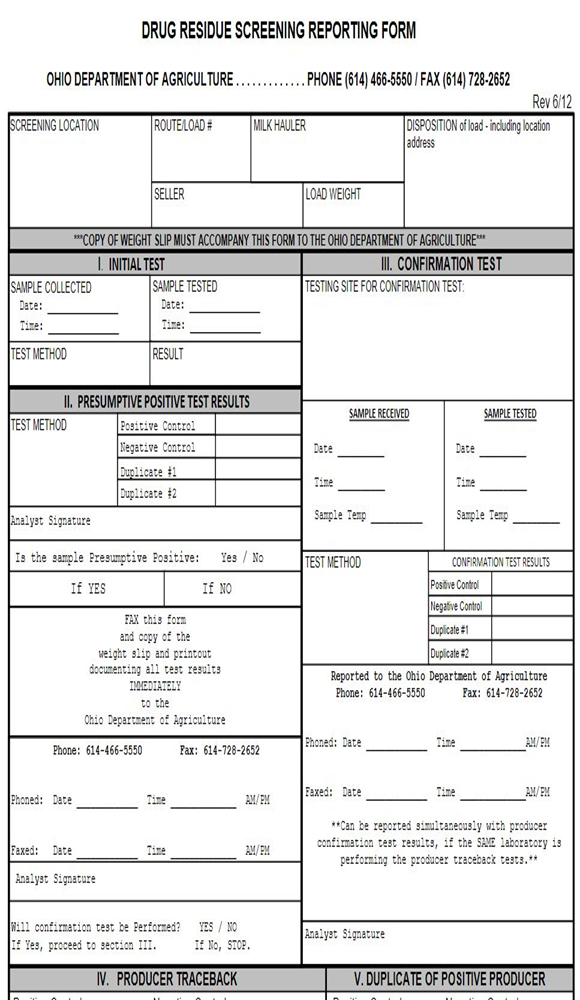 DRUG RESIDUE SCREENING REPORTING FORM
OHIO DEPARTMENT OF AGRICULTURE . . . . . . . . . . . . . PHONE (614) 466-5550 / FAX (614) 728-2652
Rev 6/12
SCREENING LOCATION
ROUTE/LOAD #
MILK HAULER
DISPOSITION of load - including location
address
SELLER
LOAD WEIGHT
***COPY OF WEIGHT SLIP MUST ACCOMPANY THIS FORM TO THE OHIO DEPARTMENT OF AGRICULTURE***
I. INITIAL TEST
SAMPLE COLLECTED
Date: ____________
Time: ____________
SAMPLE TESTED
Date: ____________
Time: ____________
TEST METHOD
RESULT
II. PRESUMPTIVE POSITIVE TEST RESULTS
TEST METHOD
Positive Control
Negative Control
Duplicate #1
Duplicate #2
Analyst Signature
Is the sample Presumptive Positive: Yes / No
If YES
If NO
FAX this form
and copy of the
weight slip and printout
documenting all test results
IMMEDIATELY
to the
Ohio Department of Agriculture
Phone: 614-466-5550 Fax: 614-728-2652
Phoned: Date __________ Time ___________ AM/PM
Faxed: Date __________ Time ___________ AM/PM
Analyst Signature
Will confirmation test be Performed? YES / NO
If Yes, proceed to section III. If No, STOP.
III. CONFIRMATION TEST
TESTING SITE FOR CONFIRMATION TEST:
SAMPLE RECEIVED
Date ________
Time ________
Sample Temp ________
SAMPLE TESTED
Date ________
Time ________
Sample Temp ________
TEST METHOD
CONFIRMATION TEST RESULTS
Positive Control
Negative Control
Duplicate #1
Duplicate #2
Reported to the Ohio Department of Agriculture
Phone: 614-466-5550 Fax: 614-728-2652
Phoned: Date __________ Time ___________AM/PM
Faxed: Date __________ Time ___________AM/PM
**Can be reported simultaneously with producer
confirmation test results, if the SAME laboratory is
performing the producer traceback tests.**
Analyst Signature
IV. PRODUCER TRACEBACK
V. DUPLICATE OF POSITIVE PRODUCER